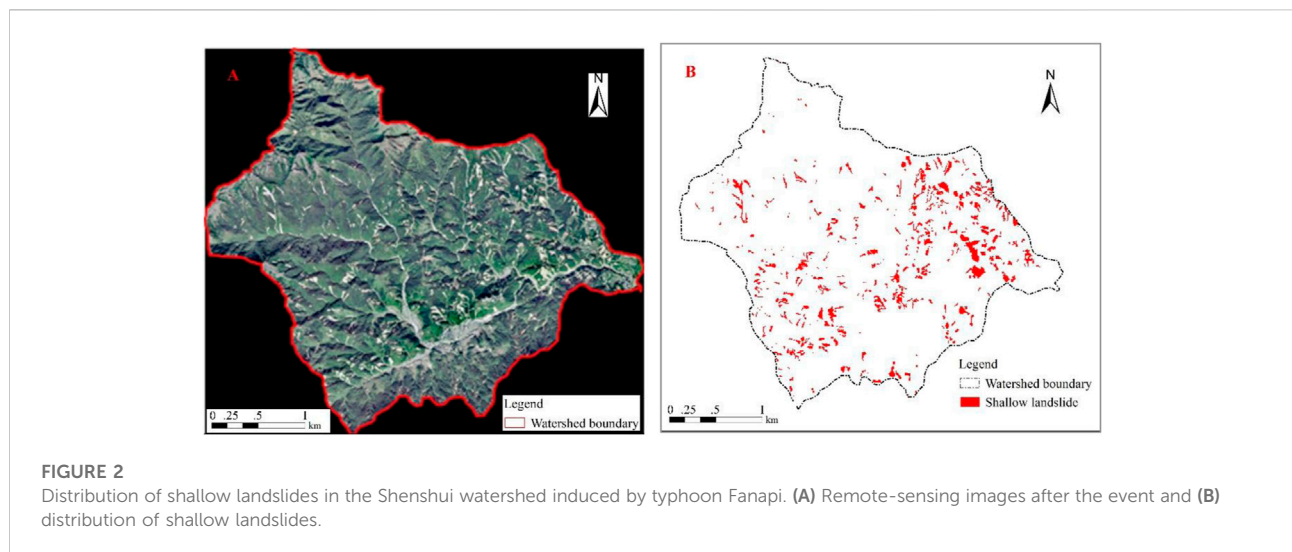 A
N
Legend
Watershed boundary
0 .25 .5 1
km
B
N
Legend
Watershed boundary
Shallow landslide
0 0.25 .5 1
km
FIGURE 2
Distribution of shallow landslides in the Shenshui watershed induced by typhoon Fanapi. (A) Remote-sensing images after the event and (B)
distribution of shallow landslides.